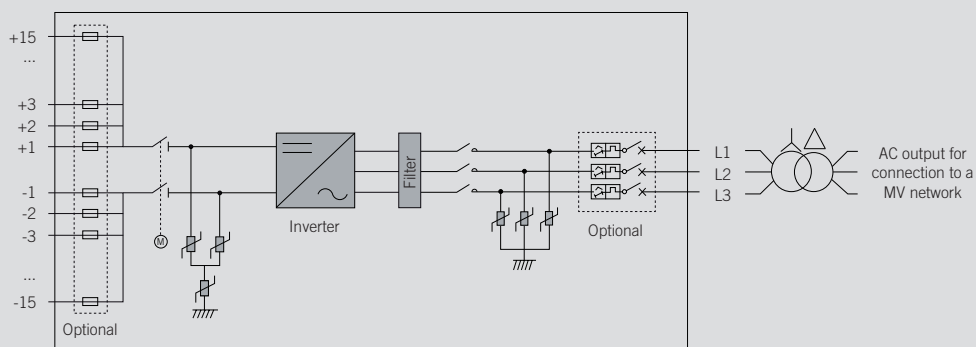 +15
...
+3
+2
+1
-1
-2
-3
...
-15
Optional
M
Inverter
Filter
Optional
L1
L2
L3
AC output for
connection to a
MV network